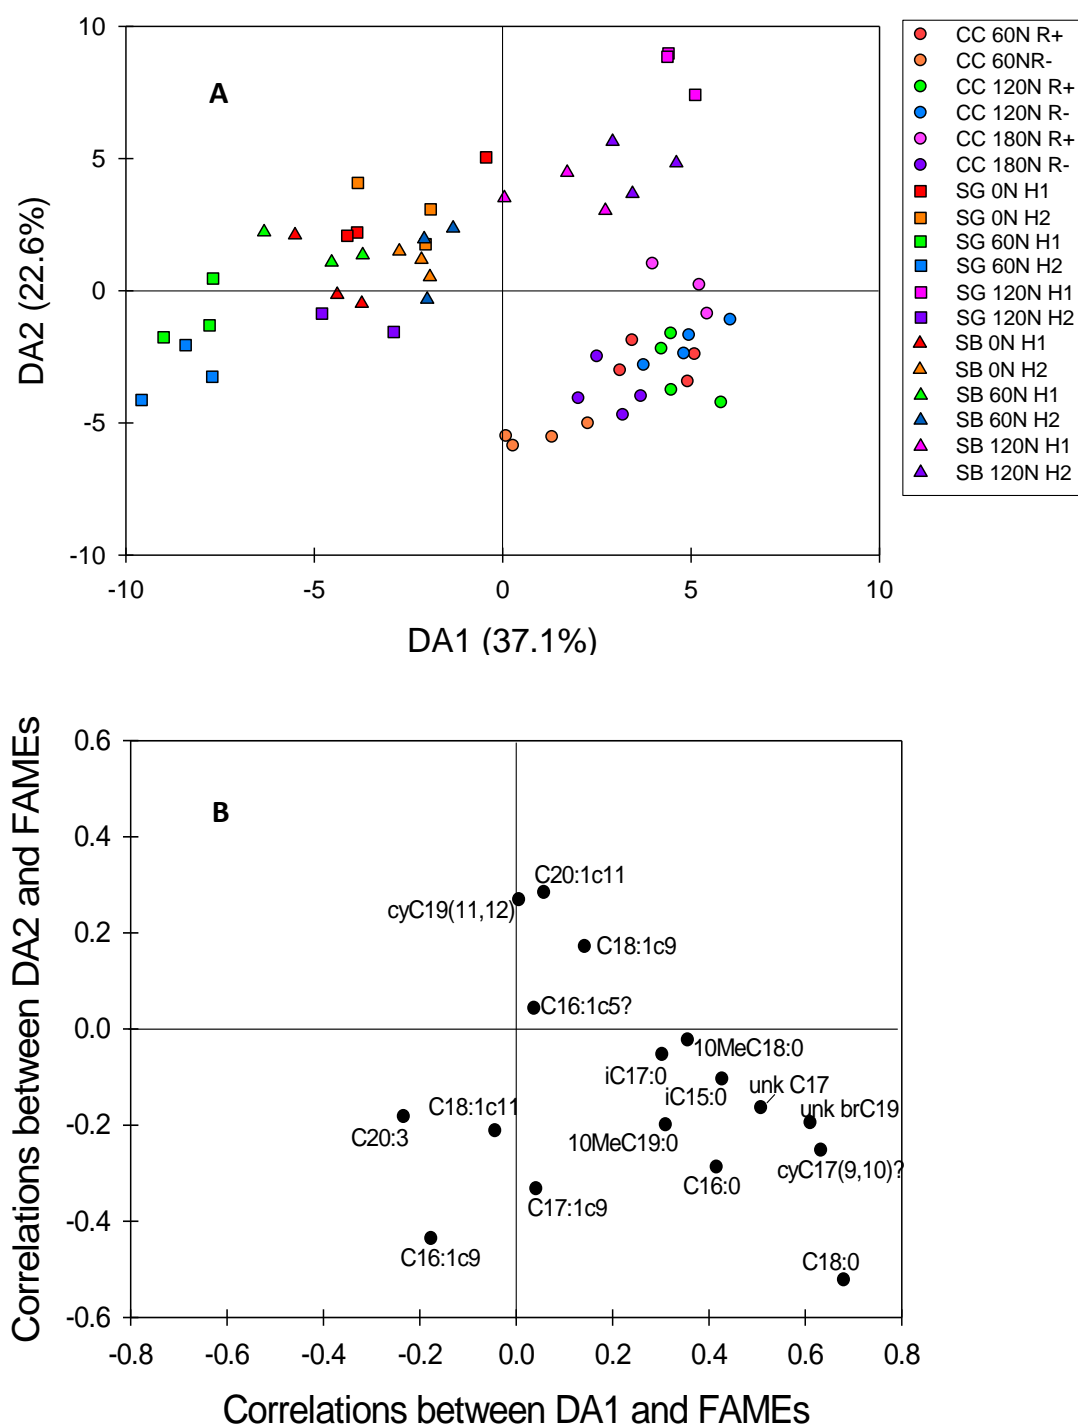 10
5
0
-5
-10
DA2 (22.6%)
A
-10
-5
0
5
10
DA1 (37.1%)
CC 60N R+
CC 60NR-
CC 120N R+
CC 120N R-
CC 180N R+
CC 180N R-
SG 0N H1
SG 0N H2
SG 60N H1
SG 60N H2
SG 120N H1
SG 120N H2
SB 0N H1
SB 0N H2
SB 60N H1
SB 60N H2
SB 120N H1
SB 120N H2
Correlations between DA2 and FAMEs
0.6
0.4
0.2
0.0
-0.2
-0.4
-0.6
B
C20:1c11
cyC19(11,12)
C18:1c9
C16:1c5?
10MeC18:0
iC17:0
unk C17
iC15:0
unk brC19
C18:1c11
C20:3
10MeC19:0
cyC17(9,10)?
C16:0
C17:1c9
C16:1c9
C18:0
-0.8
-0.6
-0.4
-0.2
0.0
0.2
0.4
0.6
0.8
Correlations between DA1 and FAMEs